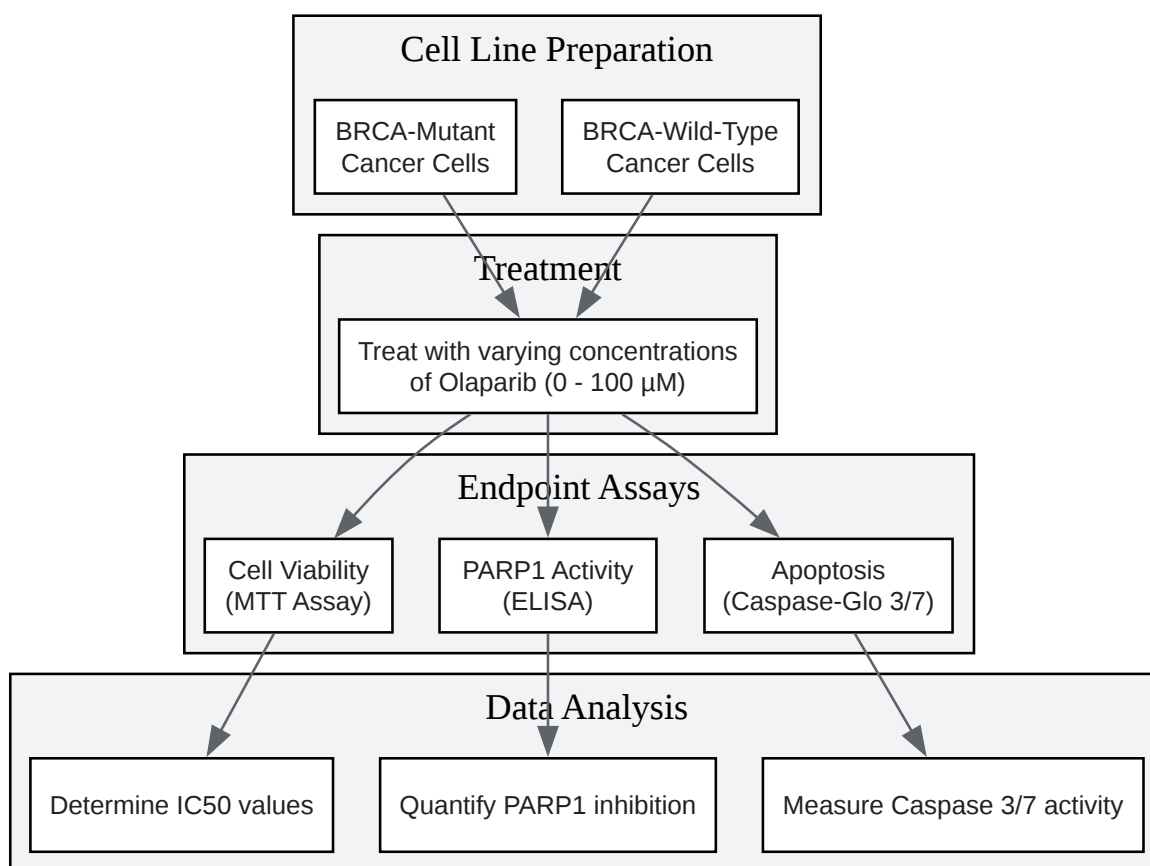 Cell Line Preparation
BRCA-Mutant
Cancer Cells
BRCA-Wild-Type
Cancer Cells
Treatment
Treat with varying concentrations
of Olaparib (0 - 100 µM)
Endpoint Assays
Cell Viability
(MTT Assay)
PARP1 Activity
(ELISA)
Apoptosis
(Caspase-Glo 3/7)
Data Analysis
Determine IC50 values
Quantify PARP1 inhibition
Measure Caspase 3/7 activity